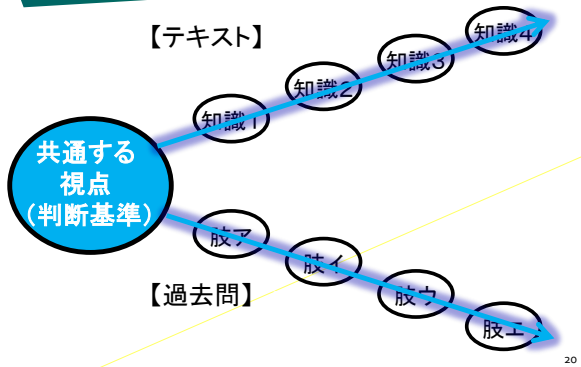 【テキスト】
知識1
知識2
知識3
知識4
共通する
視点
(判断基準)
肢ア
肢イ
肢ウ
肢エ
【過去問】
20